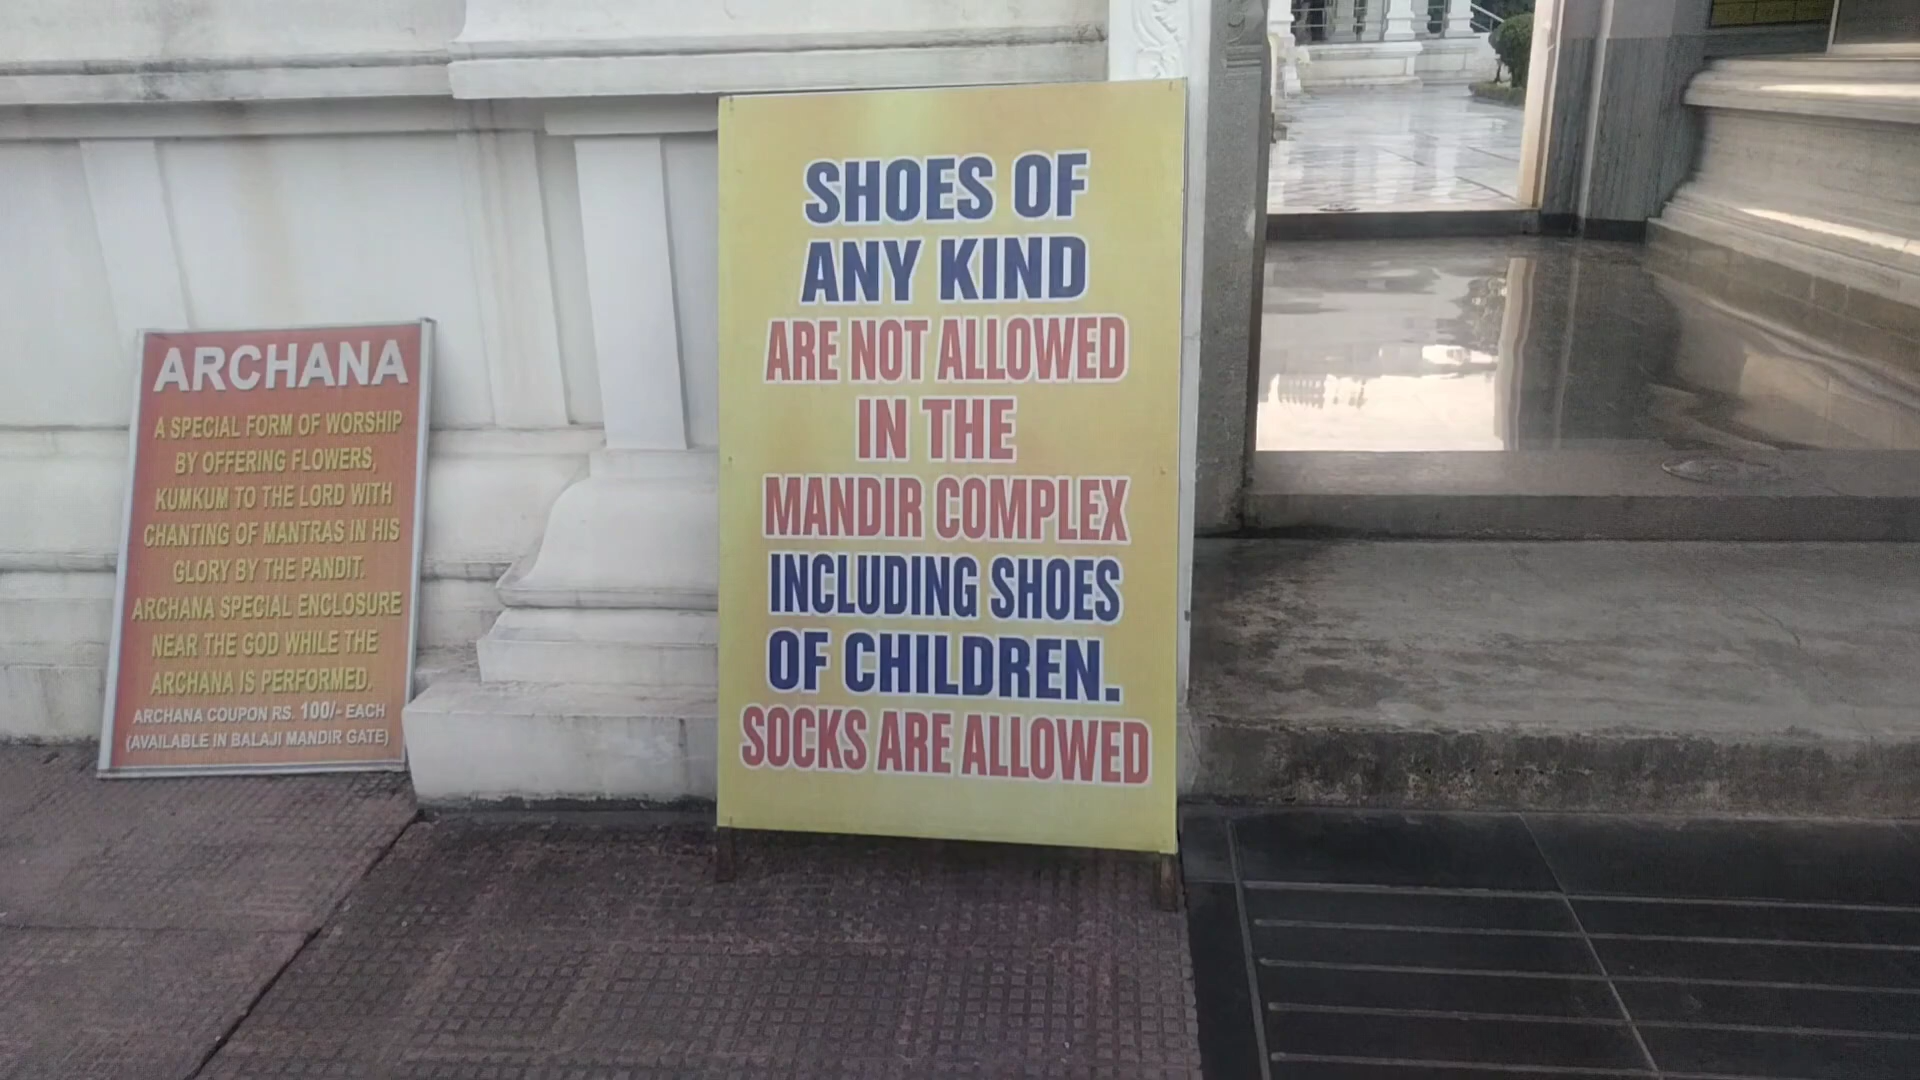 ARCHANA
A SPECIAL FORM OF WORSHIP
BY OFFERING FLOWERS,
KUMKUM TO THE LORD WITH
CHANTING OF MANTRAS IN HIS
GLORY BY THE PANDIT.
ARCHANA SPECIAL ENCLOSURE
NEAR THE GOD WHILE THE
ARCHANA IS PERFORMED.
ARCHANA COUPON RS. 100/- EACH
(AVAILABLE IN BALAJI MANDIR GATE)
SHOES OF
ANY KIND
ARE NOT ALLOWED
IN THE
MANDIR COMPLEX
INCLUDING SHOES
OF CHILDREN.
SOCKS ARE ALLOWED